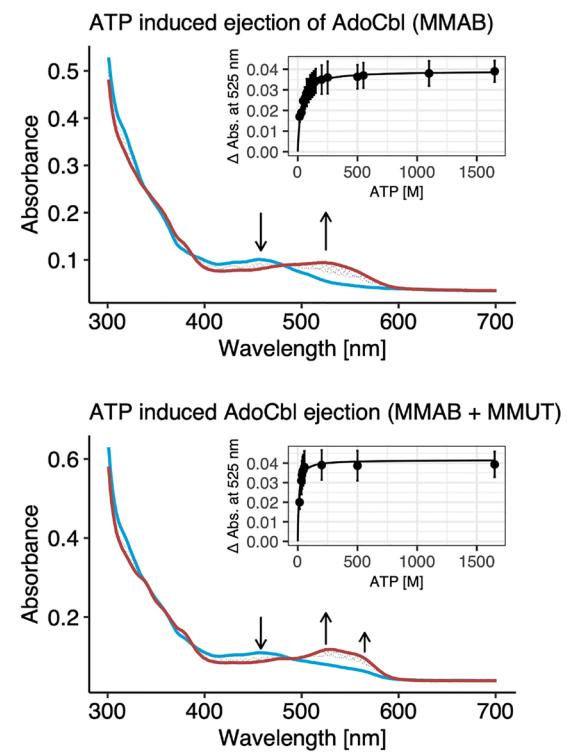 ATP induced ejection of AdoCbl (MMAB)
Absorbance
0.5
0.4
0.3
0.2
0.1
300 400 500 600 700
Wavelength [nm]
Δ Abs. at 525 nm
0.04
0.03
0.02
0.01
0.00
0 500 1000 1500
ATP [M]
ATP induced AdoCbl ejection (MMAB + MMUT)
Absorbance
0.6
0.4
0.2
300 400 500 600 700
Wavelength [nm]
Δ Abs. at 525 nm
0.04
0.03
0.02
0.01
0.00
0 500 1000 1500
ATP [M]